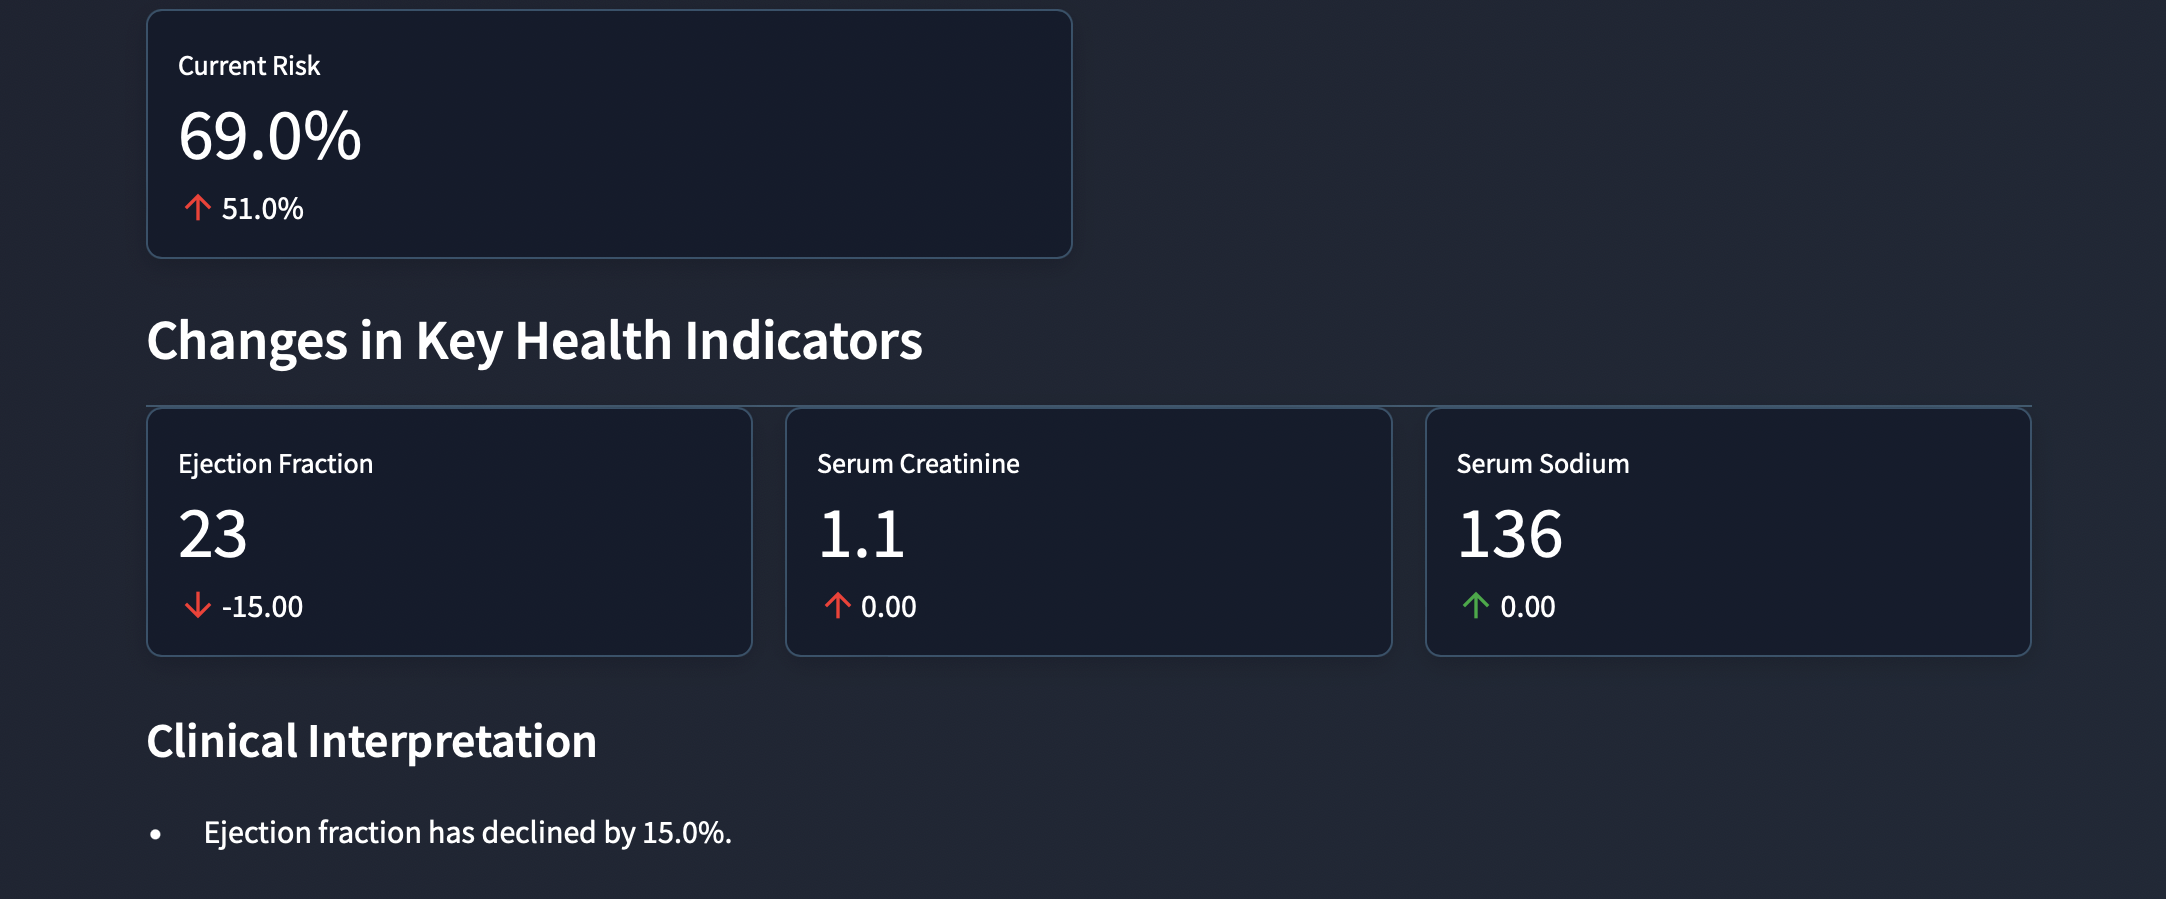 Current Risk
69.0%
↑ 51.0%
Changes in Key Health Indicators
Ejection Fraction
23
↓ -15.00
Serum Creatinine
1.1
↑ 0.00
Serum Sodium
136
↑ 0.00
Clinical Interpretation
• Ejection fraction has declined by 15.0%.